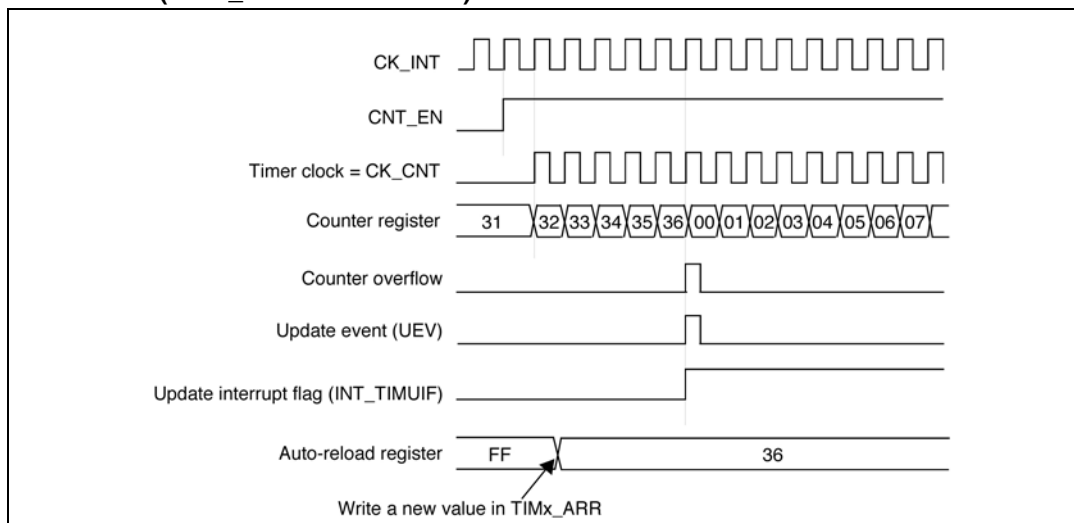 CK_INT
CNT_EN
Timer clock = CK_CNT
Counter register 31 32 33 34 35 36 00 01 02 03 04 05 06 07
Counter overflow
Update event (UEV)
Update interrupt flag (INT_TIMUIF)
Auto-reload register FF 36
Write a new value in TIMx_ARR